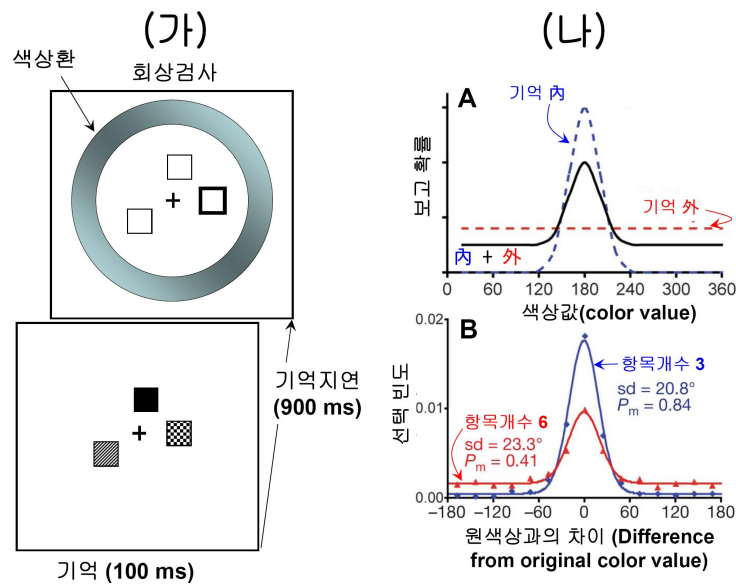 (가)
색상환
회상검사
+
기억지연
(900 ms)
+
기억 (100 ms)
(나)
A
기억 內
보고 확률
기억 外
內 + 外
0 60 120 180 240 300 360
색상값(color value)
B
0.02
0.01
0.00
선택 빈도
항목개수 3
sd = 20.8°
Pm = 0.84
항목개수 6
sd = 23.3°
Pm = 0.41
−180 −120 −60 0 60 120 180
원색상과의 차이 (Difference
from original color value)